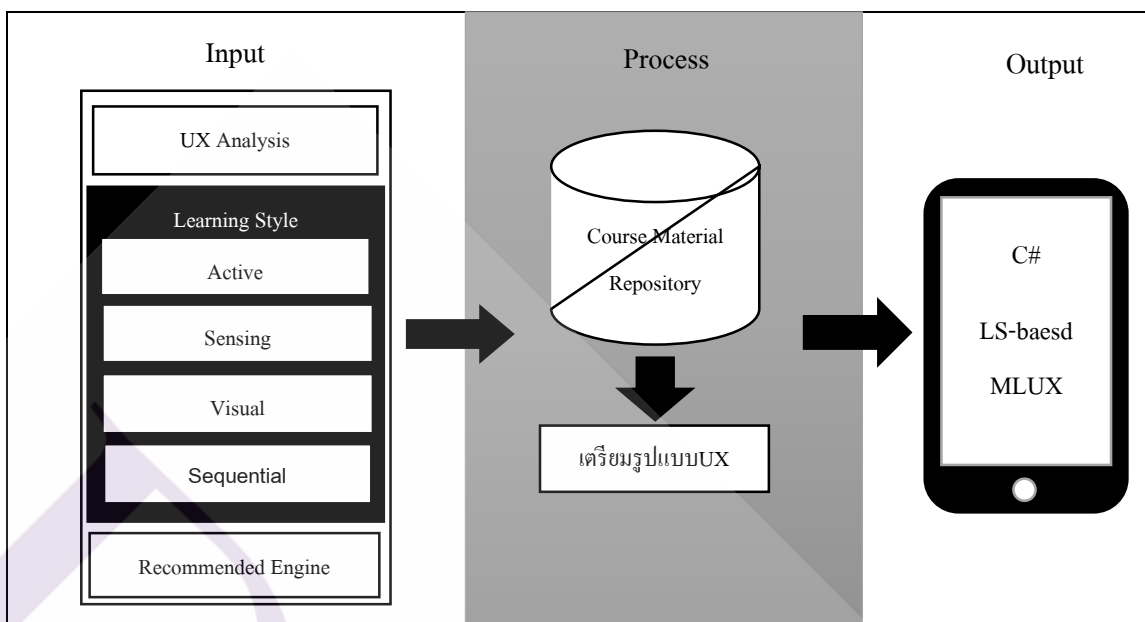 Input
UX Analysis
Learning Style
Active
Sensing
Visual
Sequential
Recommended Engine
Process
Course Material
Repository
เตรียมรูปแบบUX
Output
C#
LS-baesd
MLUX